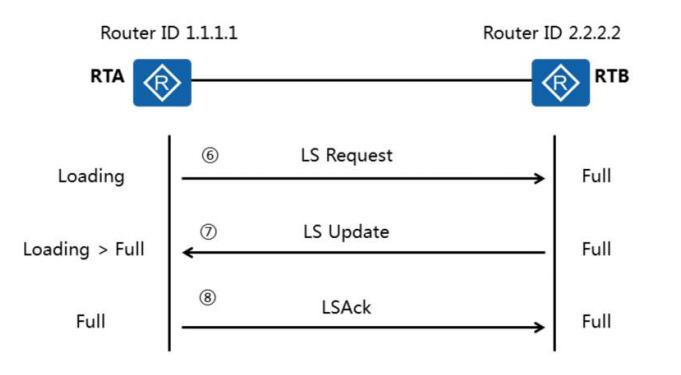 Router ID 1.1.1.1 Router ID 2.2.2.2
RTA R R RTB
⑥ LS Request
Loading Full
⑦ LS Update
Loading > Full Full
⑧ LSAck
Full Full